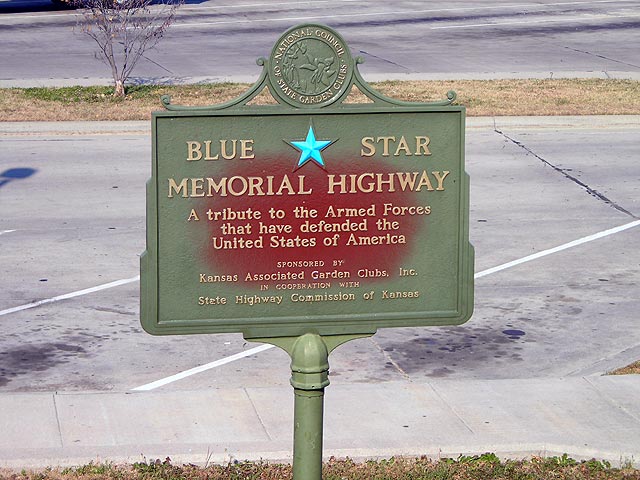 NATIONAL COUNCIL
OF STATE GARDEN CLUBS
BLUE STAR
MEMORIAL HIGHWAY
A tribute to the Armed Forces
that have defended the
United States of America
SPONSORED BY
Kansas Associated Garden Clubs, Inc.
IN COOPERATION WITH
State Highway Commission of Kansas